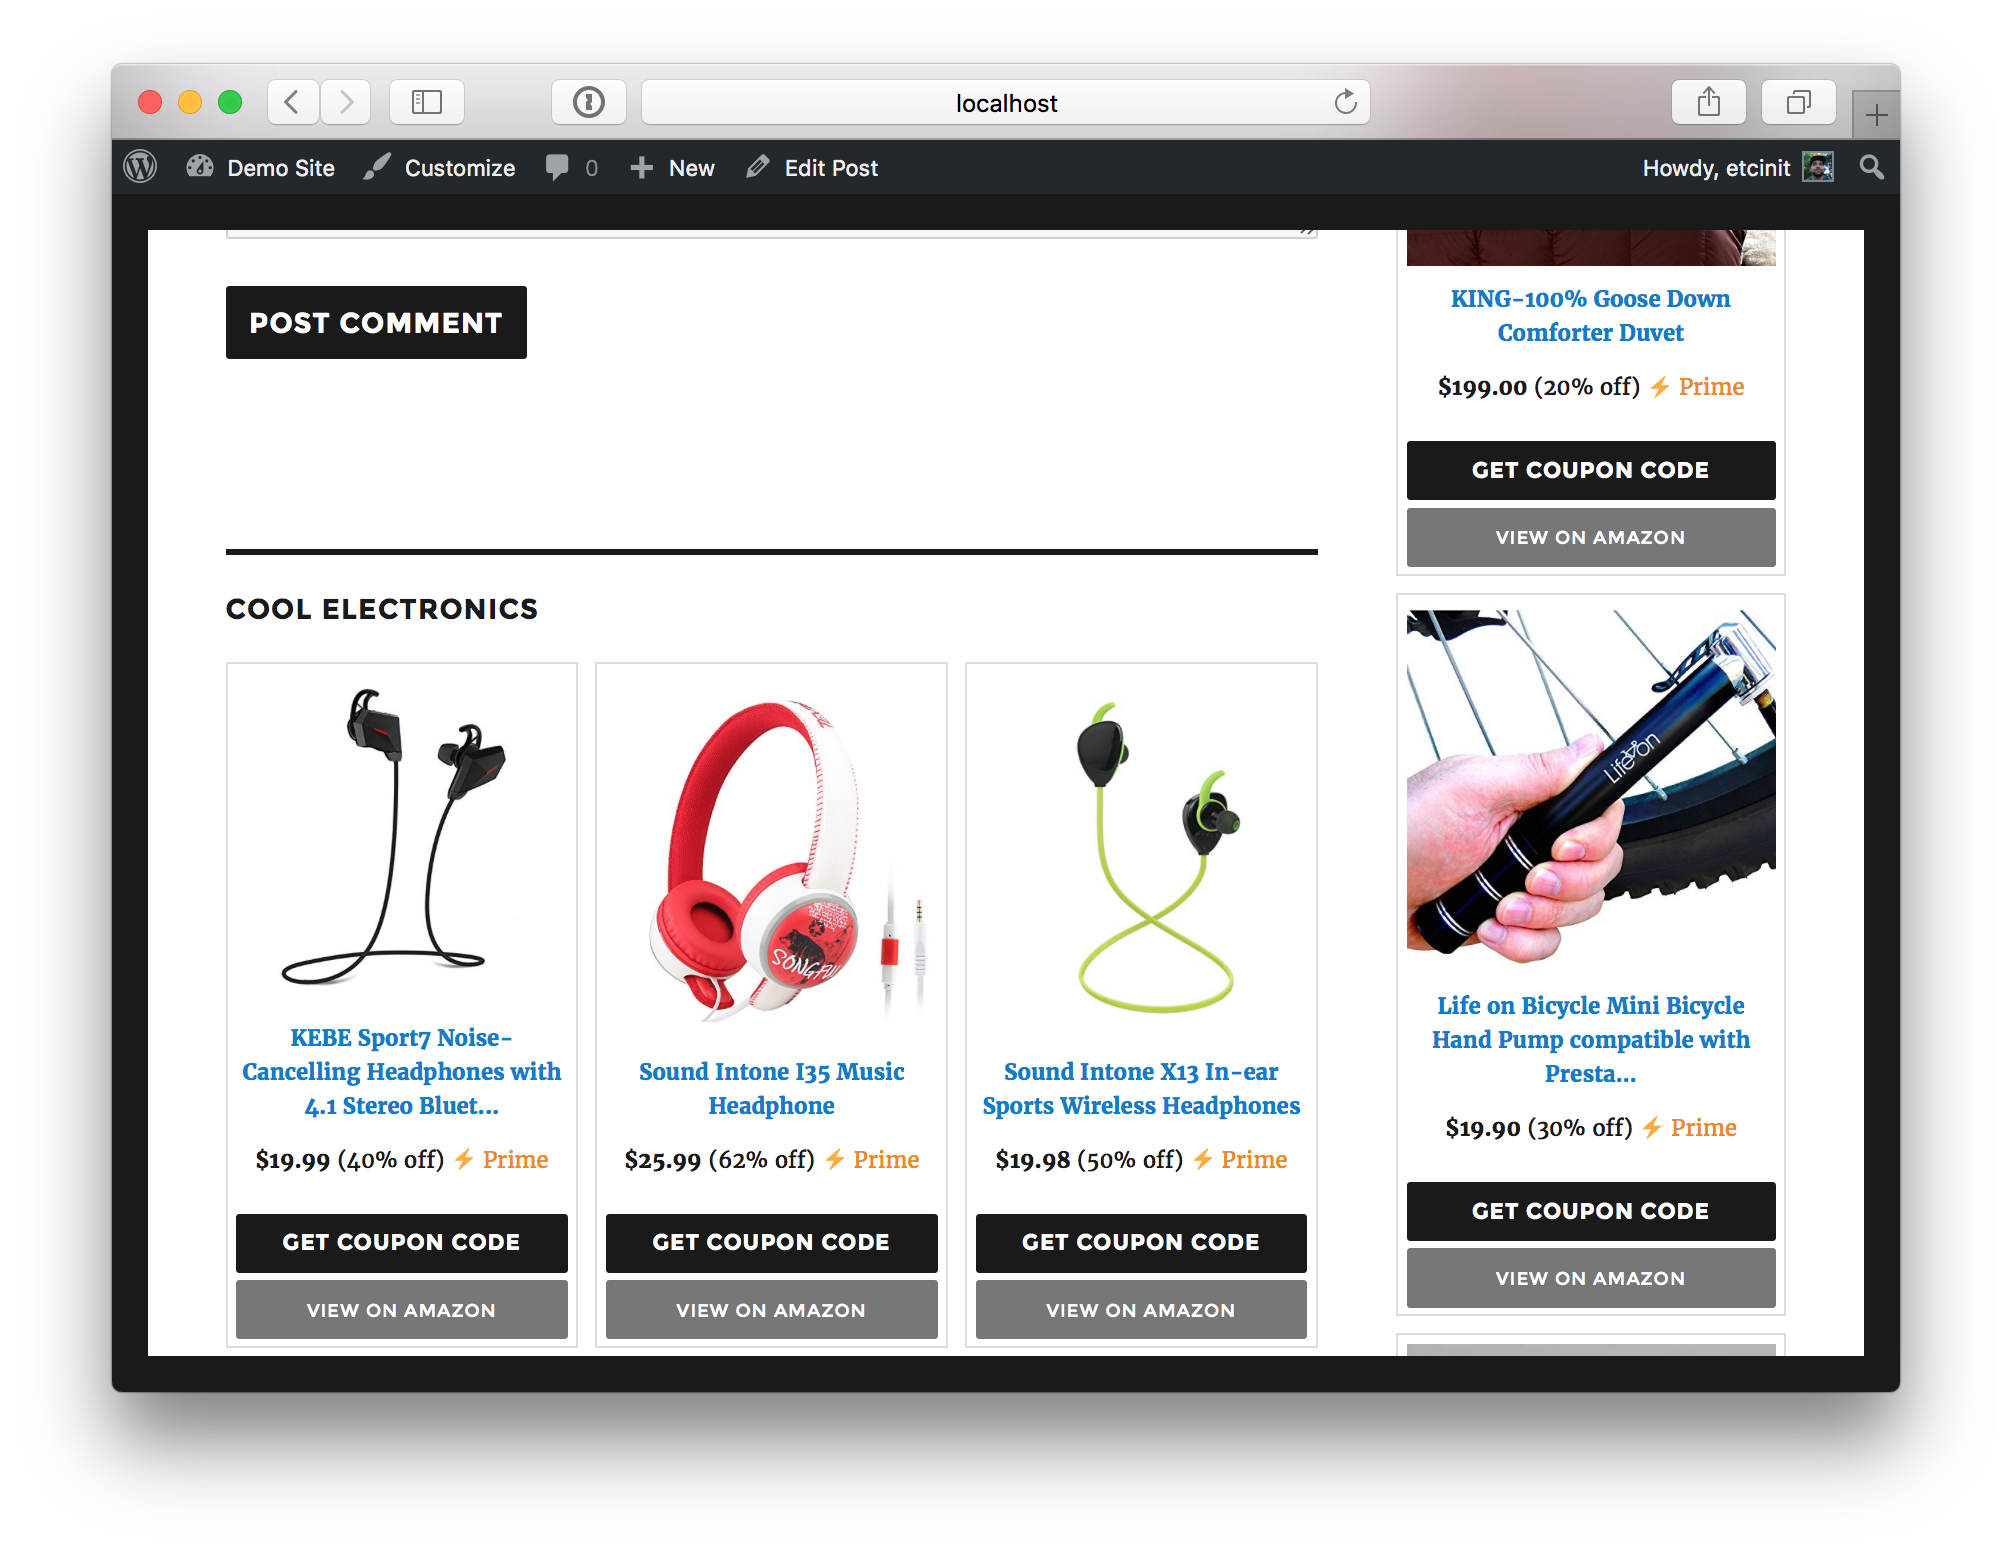 localhost
Demo Site
Customize
0
New
Edit Post
Howdy, etcinit
POST COMMENT
COOL ELECTRONICS
KEBE Sport7 Noise-
Cancelling Headphones with
4.1 Stereo Bluet...
$19.99 (40% off) Prime
GET COUPON CODE
VIEW ON AMAZON
SONGFUL
Sound Intone I35 Music
Headphone
$25.99 (62% off) Prime
GET COUPON CODE
VIEW ON AMAZON
Sound Intone X13 In-ear
Sports Wireless Headphones
$19.98 (50% off) Prime
GET COUPON CODE
VIEW ON AMAZON
KING-100% Goose Down
Comforter Duvet
$199.00 (20% off) Prime
GET COUPON CODE
VIEW ON AMAZON
Life on
Life on Bicycle Mini Bicycle
Hand Pump compatible with
Presta...
$19.90 (30% off) Prime
GET COUPON CODE
VIEW ON AMAZON